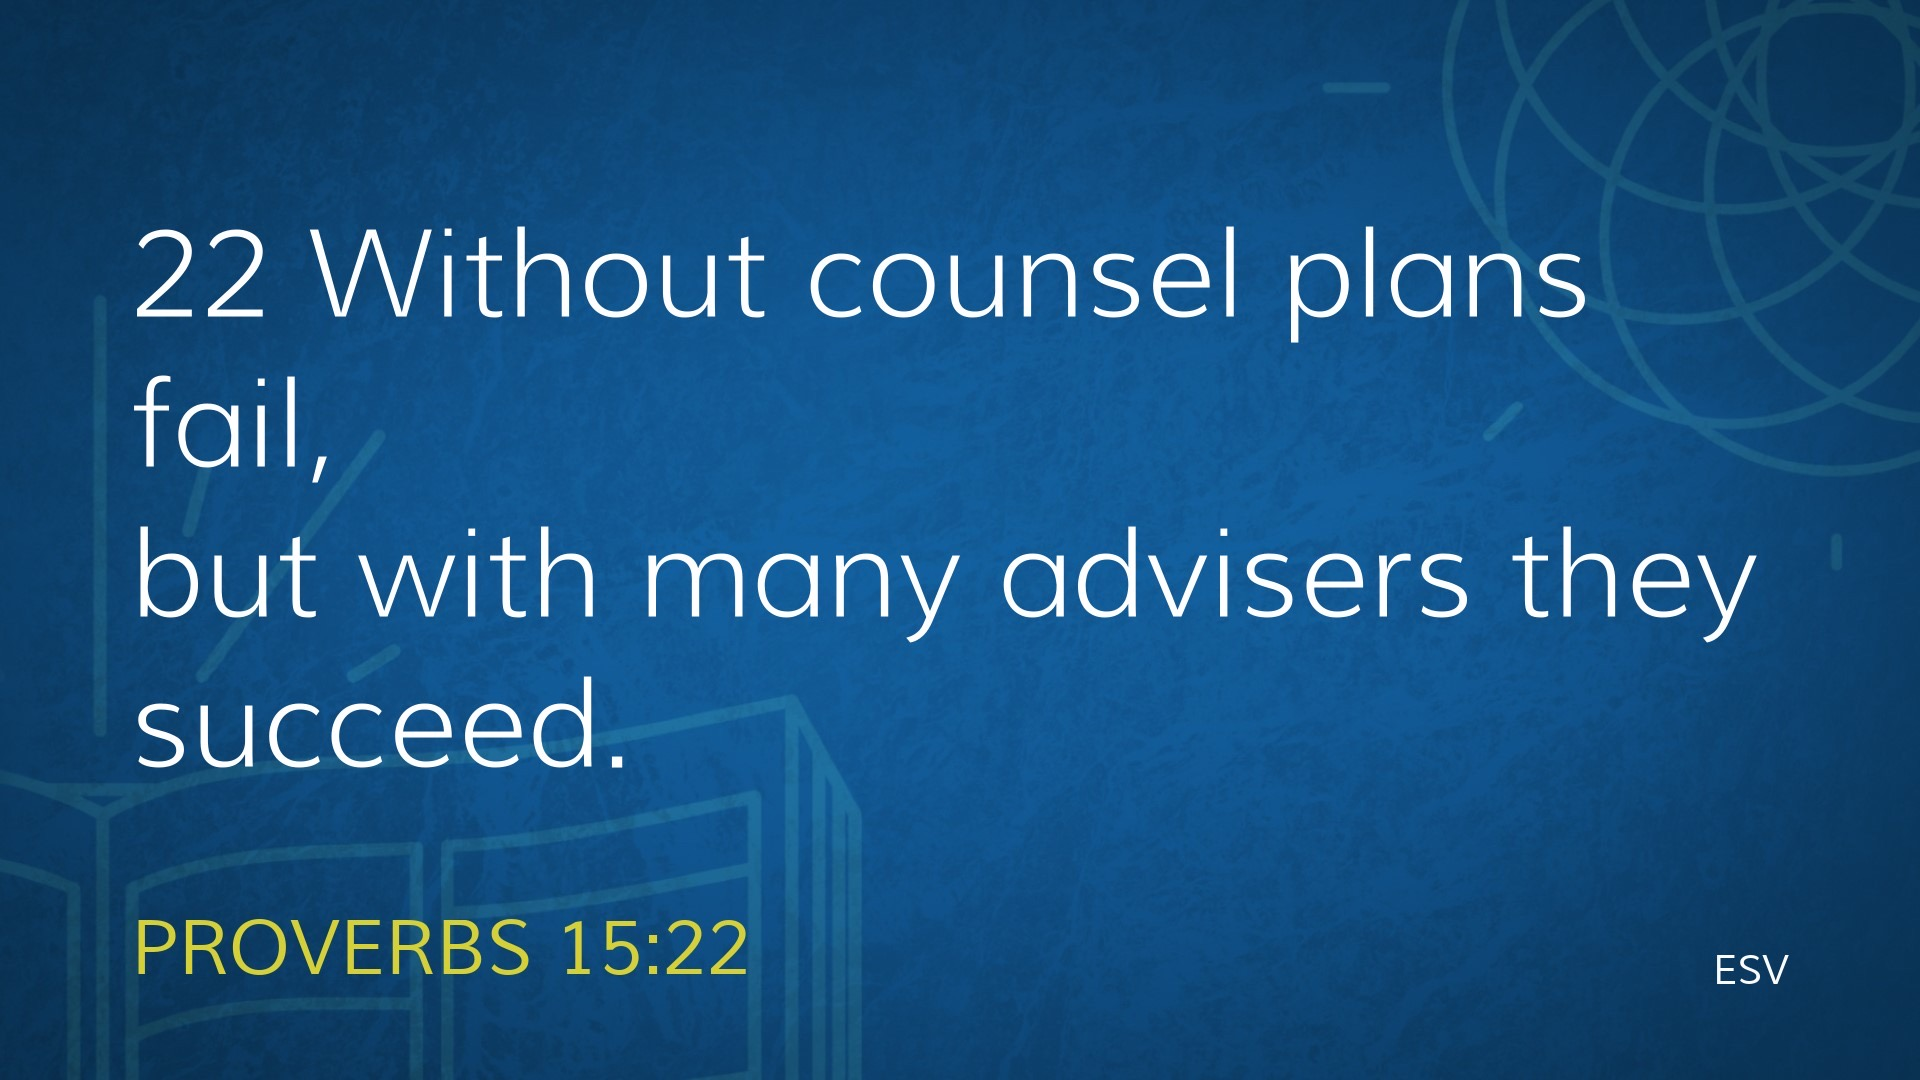 22 Without counsel plans
fail,
but with many advisers they
succeed.
PROVERBS 15:22
ESV